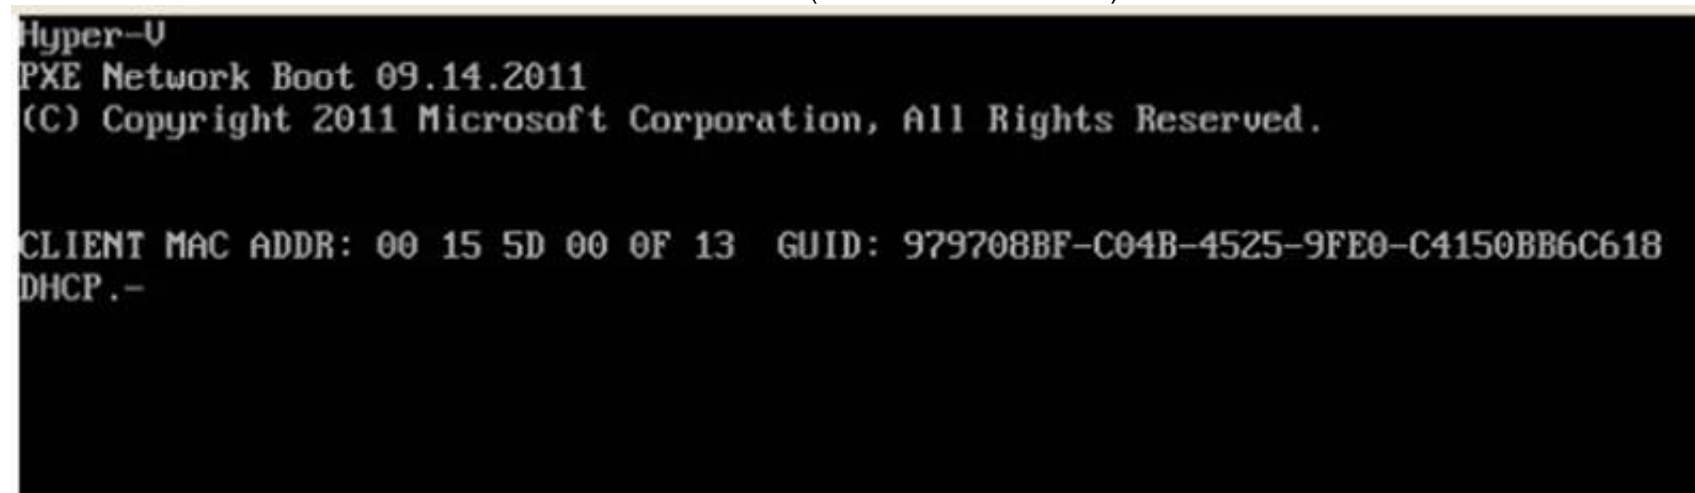 Hyper-V
PXE Network Boot 09.14.2011
(C) Copyright 2011 Microsoft Corporation, All Rights Reserved.
CLIENT MAC ADDR: 00 15 5D 00 0F 13  GUID: 979708BF-C04B-4525-9FE0-C4150BB6C618
DHCP.-